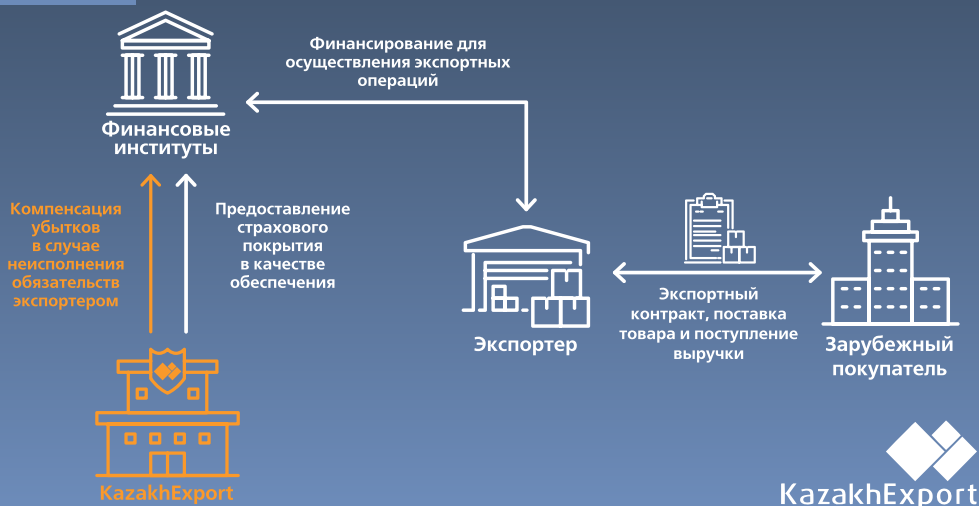 Финансирование для
осуществления экспортных
операций
Финансовые
институты
Компенсация
убытков
в случае
неисполнения
обязательств
экспортером
Предоставление
страхового
покрытия
в качестве
обеспечения
Экспортер
Экспортный
контракт, поставка
товара и поступление
выручки
Зарубежный
покупатель
KazakhExport
KazakhExport